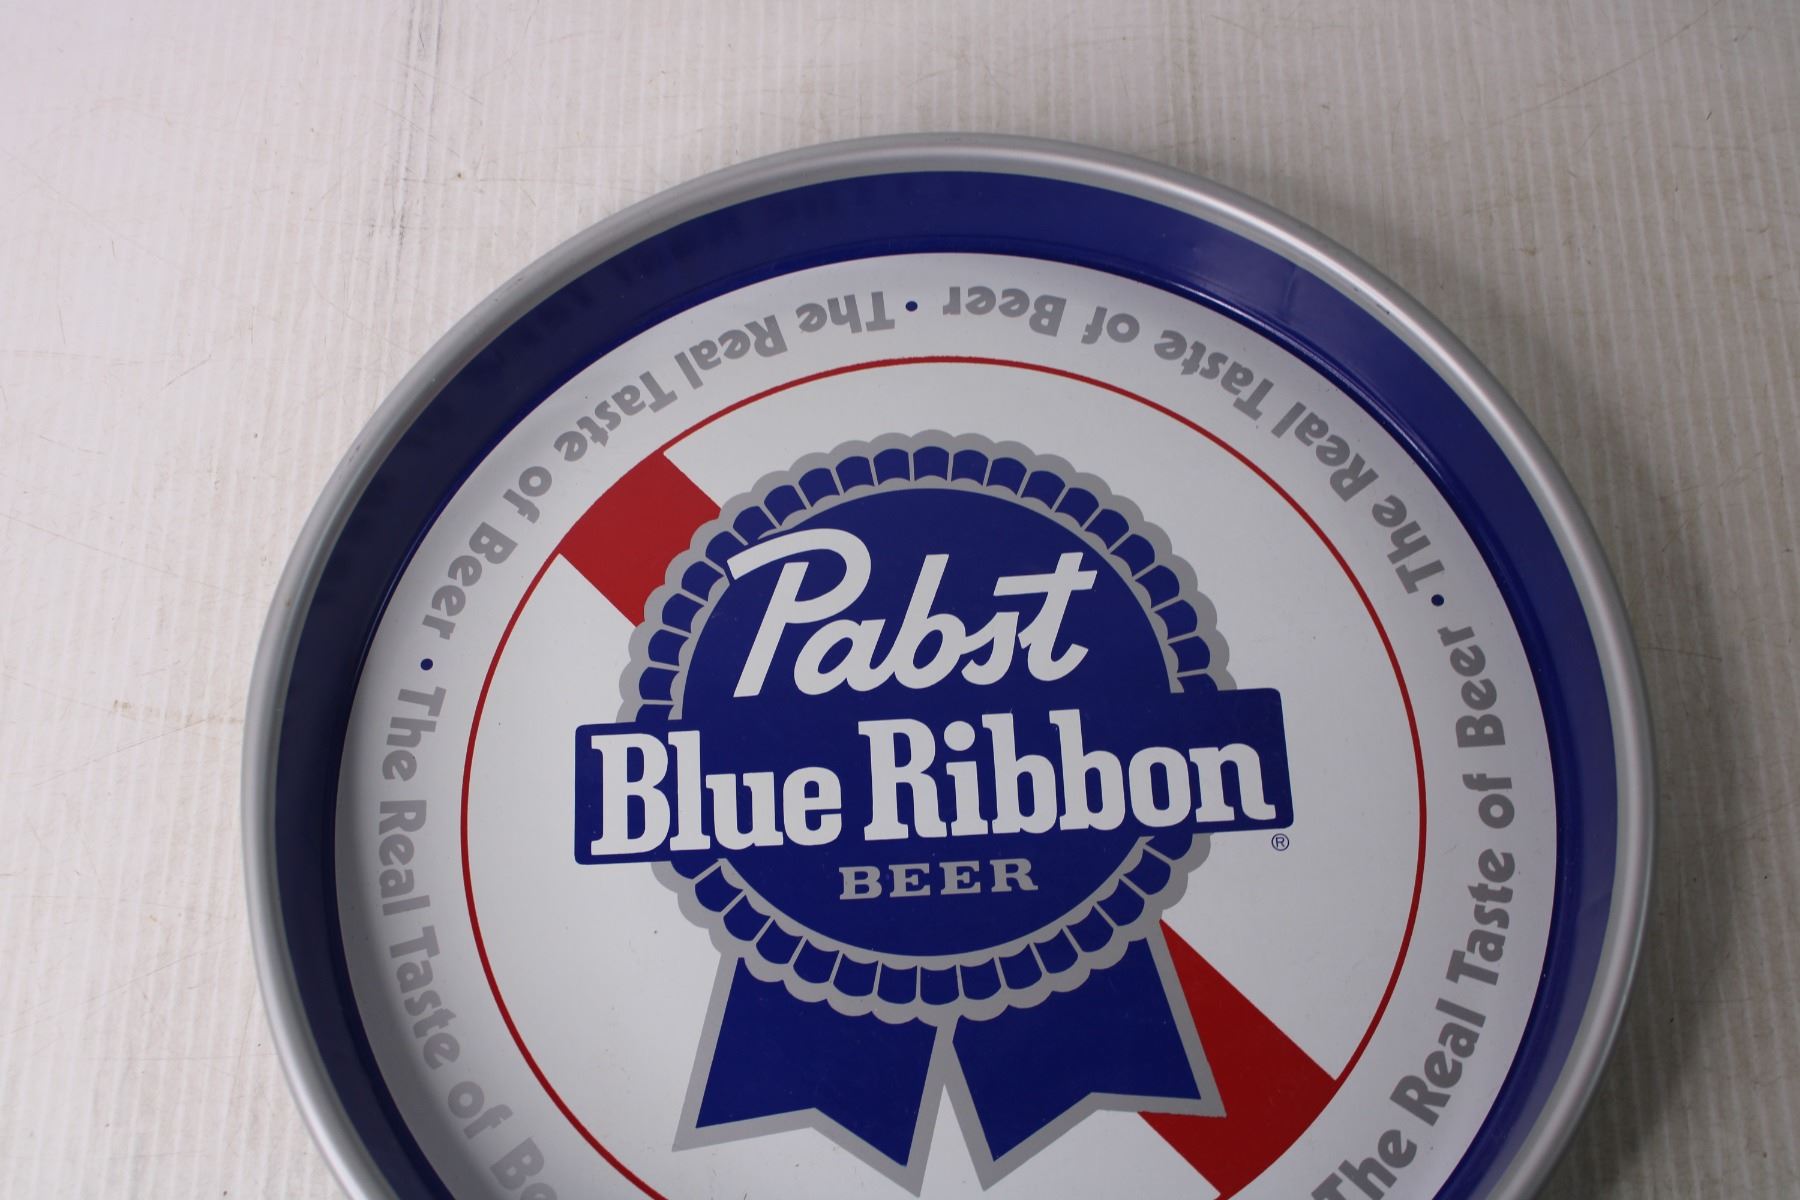 Pabst
Blue Ribbon
®
BEER
The Real Taste of Beer • The Real Taste of Beer • The Real Taste of Beer • The Real Taste of Be